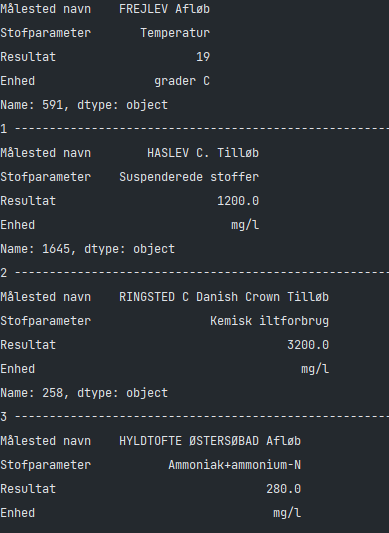 Målested navn    FREJLEV Afløb
Stofparameter       Temperatur
Resultat                    19
Enhed                 grader C
Name: 591, dtype: object
1 ------------------------------------------------------
Målested navn        HASLEV C. Tilløb
Stofparameter    Suspenderede stoffer
Resultat                       1200.0
Enhed                            mg/l
Name: 1645, dtype: object
2 ------------------------------------------------------
Målested navn    RINGSTED C Danish Crown Tilløb
Stofparameter                 Kemisk iltforbrug
Resultat                                 3200.0
Enhed                                      mg/l
Name: 258, dtype: object
3 ------------------------------------------------------
Målested navn    HYLDTOFTE ØSTERSØBAD Afløb
Stofparameter           Ammoniak+ammonium-N
Resultat                              280.0
Enhed                                  mg/l